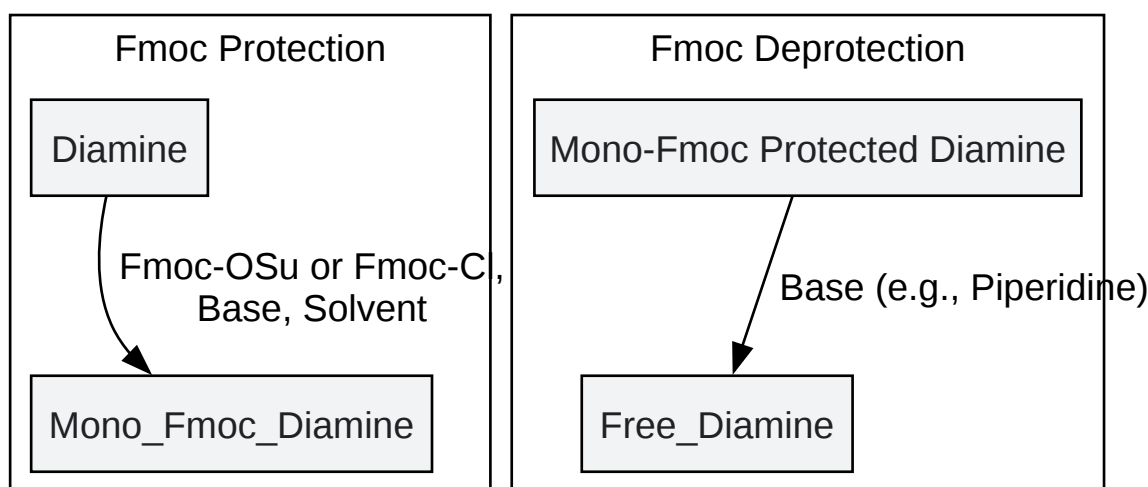 Fmoc Protection
Diamine
Fmoc-OSu or Fmoc-Cl,
Base, Solvent
Mono_Fmoc_Diamine
Fmoc Deprotection
Mono-Fmoc Protected Diamine
Base (e.g., Piperidine)
Free_Diamine